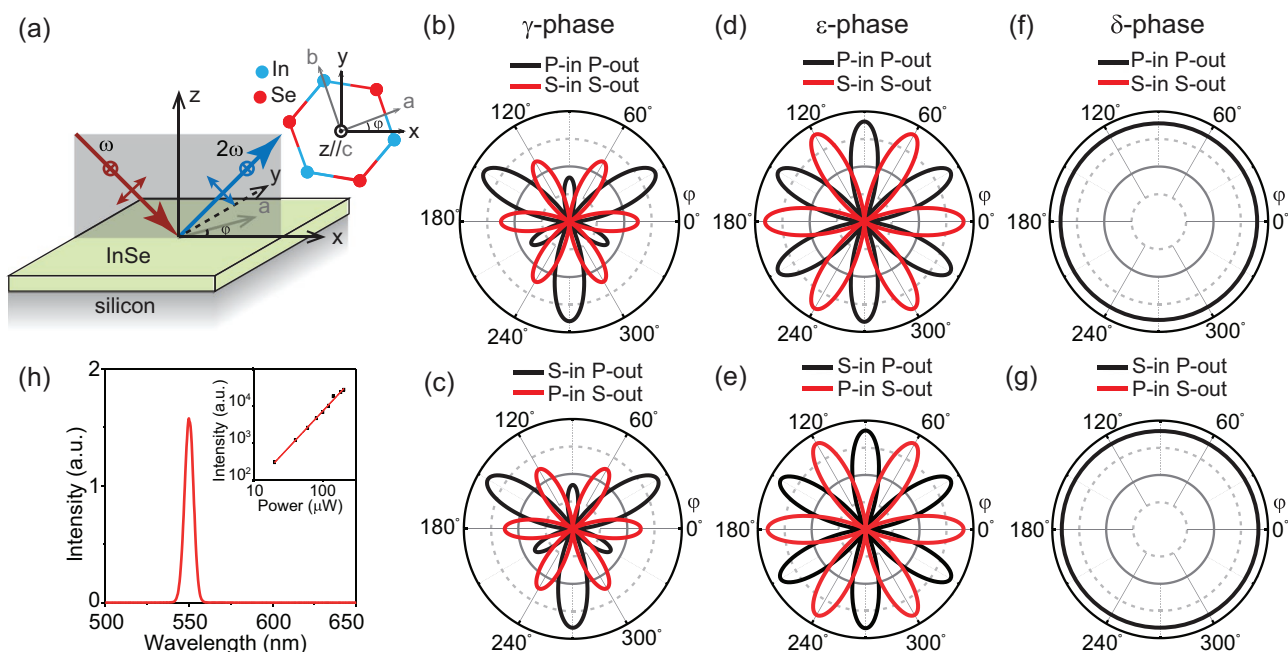 (a)
In
Se
b
y
a
φ
x
z//c
z
ω
2ω
y
a
φ
x
InSe
silicon
(b)
γ-phase
P-in P-out
S-in S-out
120°
60°
180°
φ
0°
240°
300°
(d)
ε-phase
P-in P-out
S-in S-out
120°
60°
180°
φ
0°
240°
300°
(f)
δ-phase
P-in P-out
S-in S-out
120°
60°
180°
φ
0°
240°
300°
(h)
2
1
0
Intensity (a.u.)
500
550
600
650
Wavelength (nm)
Intensity (a.u.)
10⁴
10³
10²
10
100
Power (μW)
(c)
S-in P-out
P-in S-out
120°
60°
180°
φ
0°
240°
300°
(e)
S-in P-out
P-in S-out
120°
60°
180°
φ
0°
240°
300°
(g)
S-in P-out
P-in S-out
120°
60°
180°
φ
0°
240°
300°